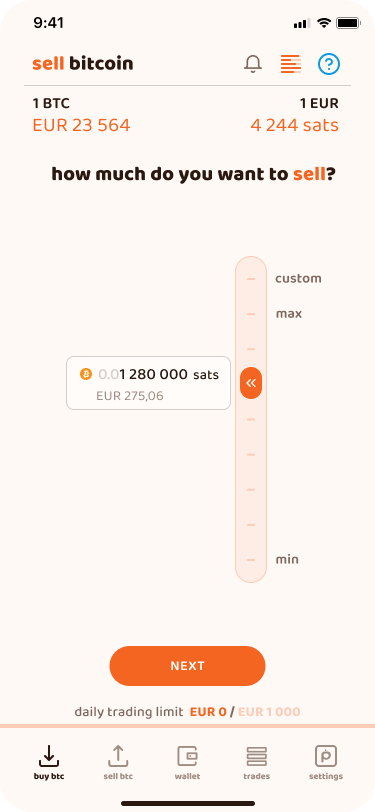 9:41
sell bitcoin
1 BTC
1 EUR
EUR 23 564
4 244 sats
how much do you want to sell?
custom
max
0.01 280 000 sats
EUR 275,06
min
NEXT
daily trading limit EUR 0 / EUR 1 000
buy btc
sell btc
wallet
trades
settings